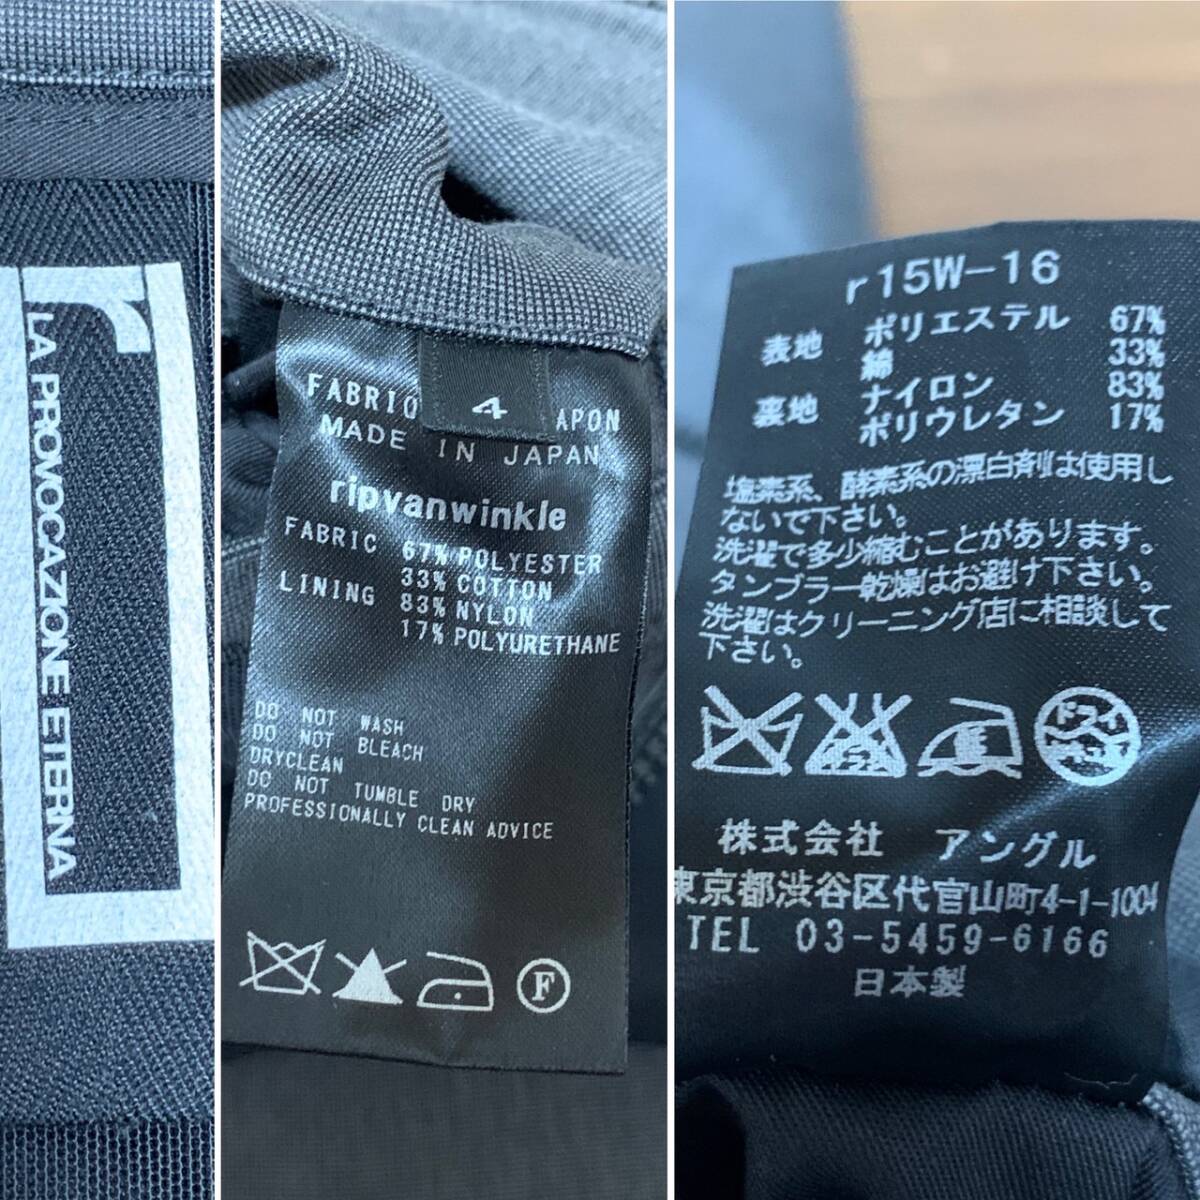 r
LA PROVOCAZIONE ETERNA
4
FABRIC APON
MADE IN JAPAN
ripvanwinkle
FABRIC 67% POLYESTER
33% COTTON
LINING 83% NYLON
17% POLYURETHANE
DO NOT WASH
DO NOT BLEACH
DRYCLEAN
DO NOT TUMBLE DRY
PROFESSIONALLY CLEAN ADVICE
F
r15W-16
表地 ポリエステル 67%
綿 33%
裏地 ナイロン 83%
ポリウレタン 17%
塩素系、酵素系の漂白剤は使用し
ないで下さい。
洗濯で多少縮むことがあります。
タンブラー乾燥はお避け下さい。
洗濯はクリーニング店に相談して
下さい。
ドライ
株式会社 アングル
東京都渋谷区代官山町4-1-1004
TEL 03-5459-6166
日本製